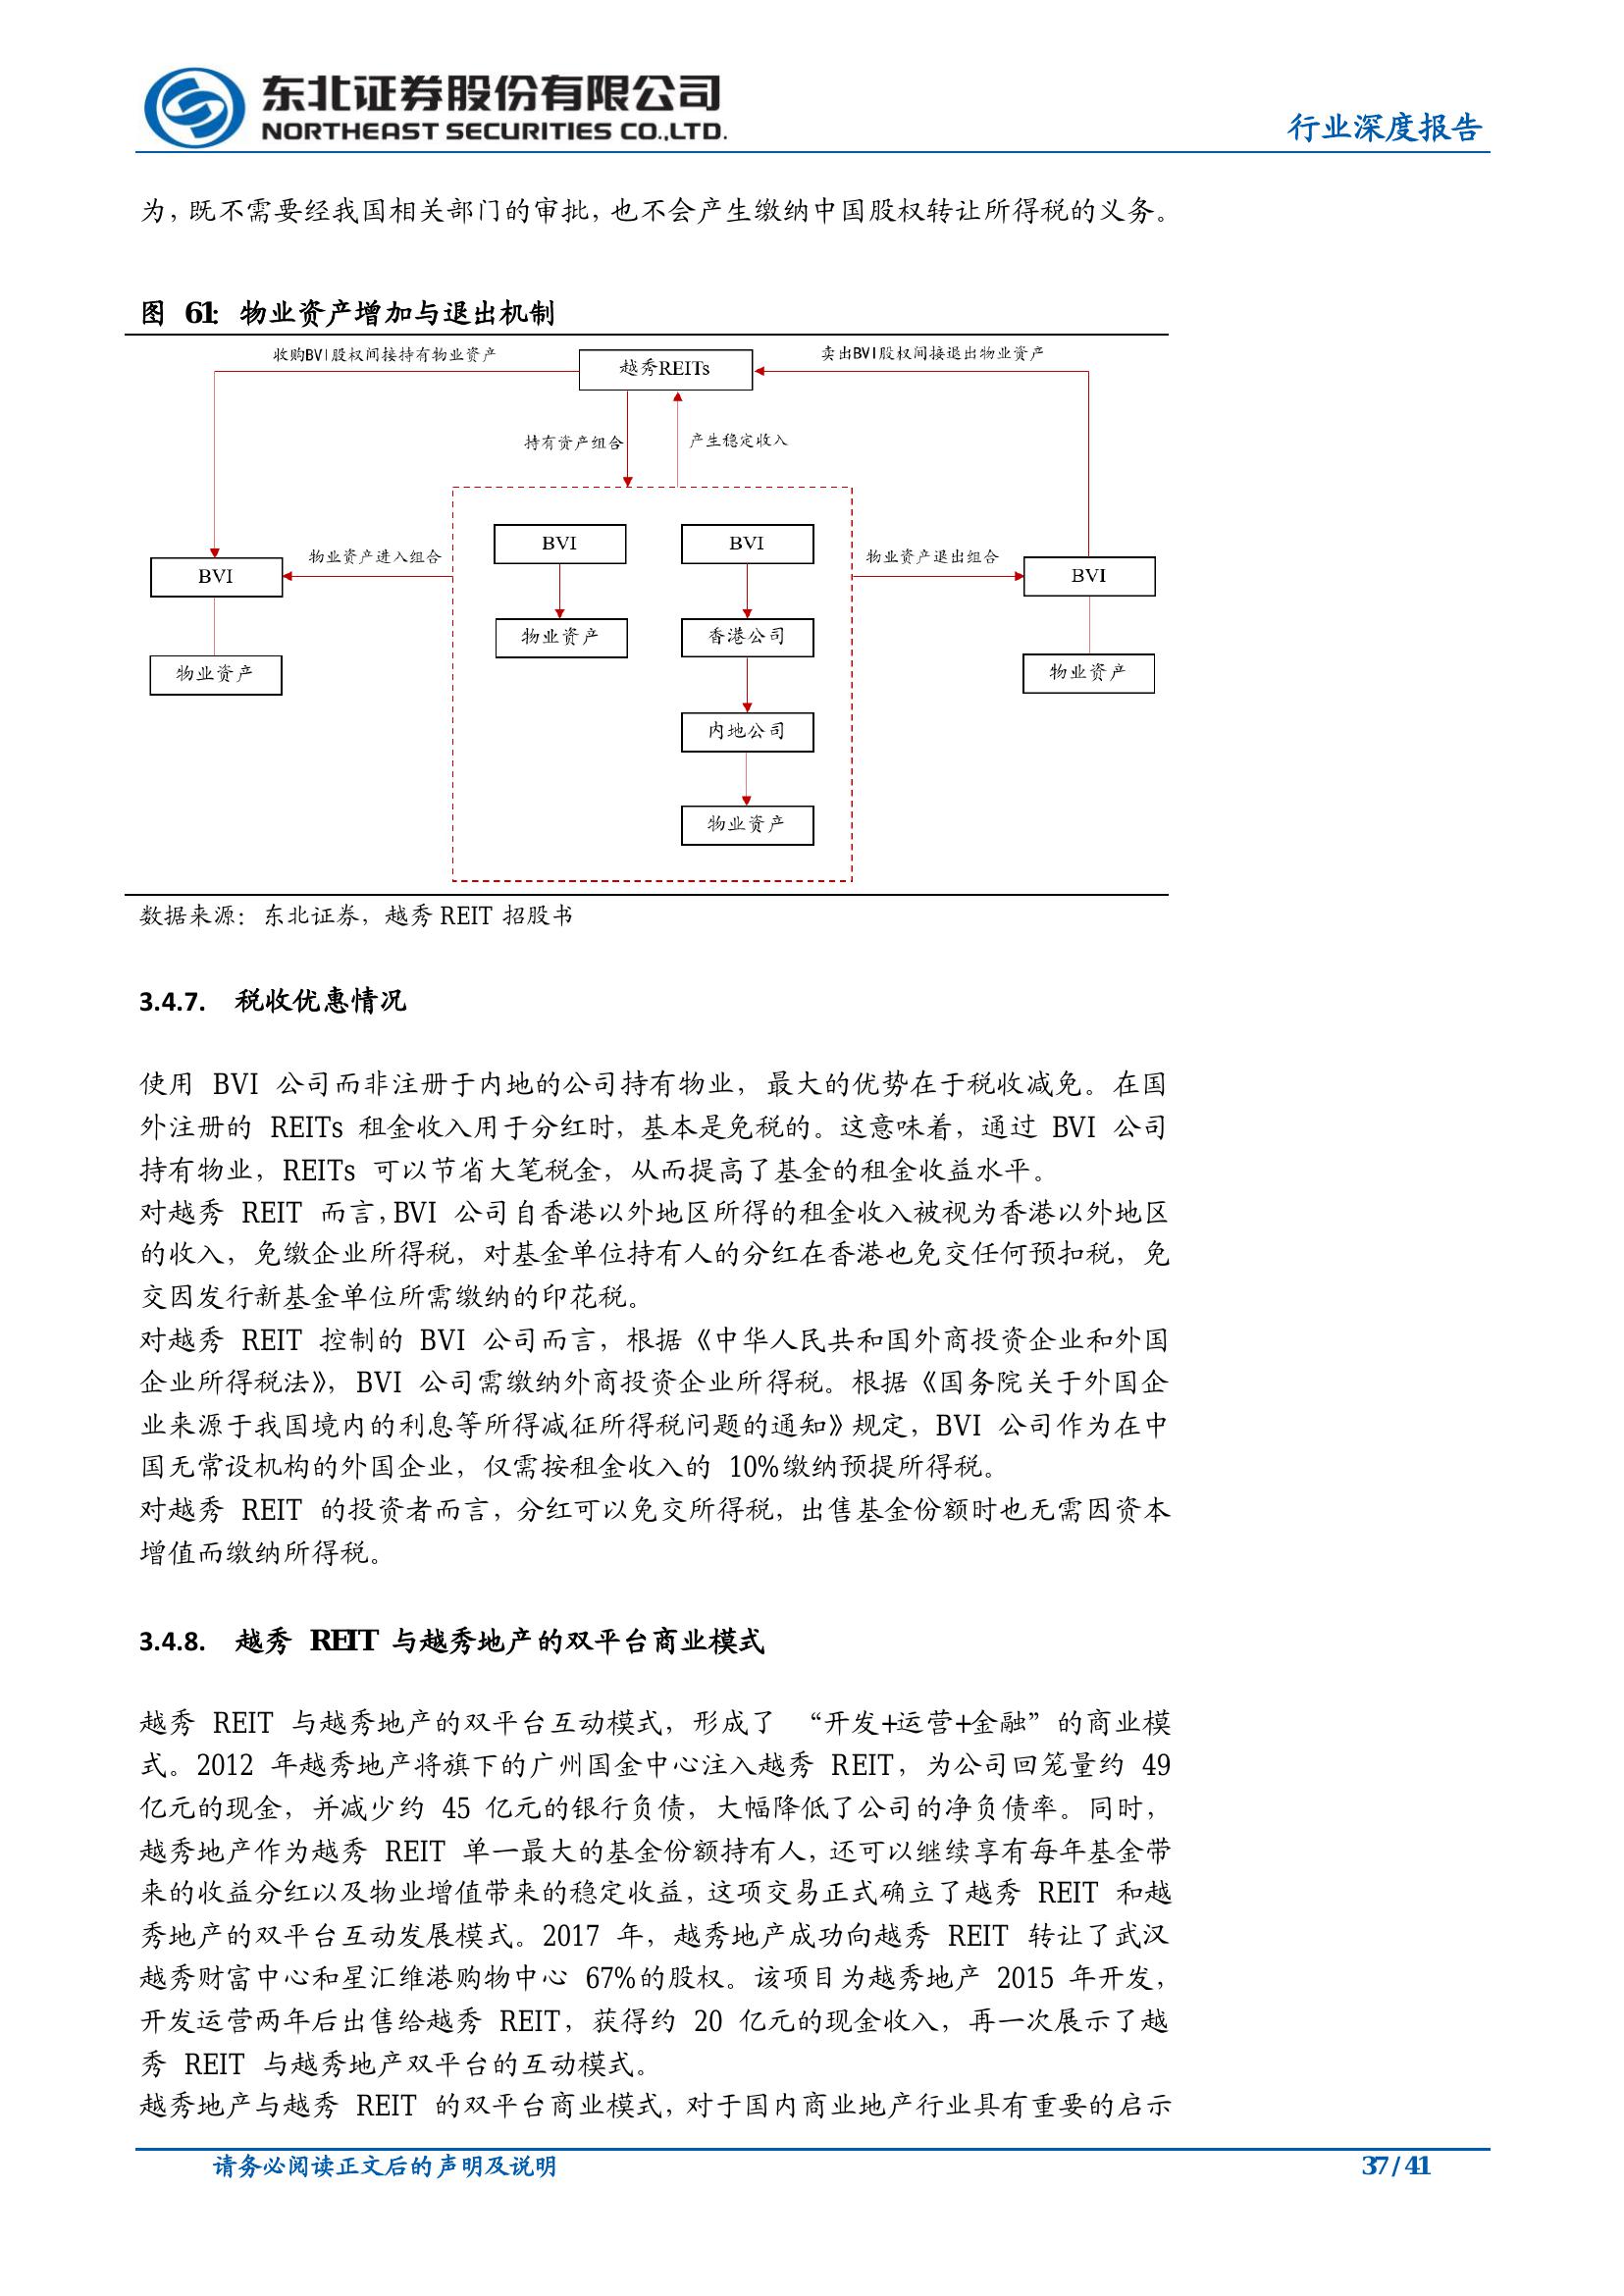 东北证券股份有限公司
NORTHEAST SECURITIES CO.,LTD.
行业深度报告
为，既不需要经我国相关部门的审批，也不会产生缴纳中国股权转让所得税的义务。
图 61: 物业资产增加与退出机制
收购BVI股权间接持有物业资产
越秀REITs
卖出BVI股权间接退出物业资产
持有资产组合
产生稳定收入
BVI
BVI
物业资产进入组合
物业资产退出组合
BVI
BVI
物业资产
香港公司
物业资产
物业资产
内地公司
物业资产
数据来源：东北证券，越秀 REIT 招股书
3.4.7. 税收优惠情况
使用 BVI 公司而非注册于内地的公司持有物业，最大的优势在于税收减免。在国
外注册的 REITs 租金收入用于分红时，基本是免税的。这意味着，通过 BVI 公司
持有物业，REITs 可以节省大笔税金，从而提高了基金的租金收益水平。
对越秀 REIT 而言，BVI 公司自香港以外地区所得的租金收入被视为香港以外地区
的收入，免缴企业所得税，对基金单位持有人的分红在香港也免交任何预扣税，免
交因发行新基金单位所需缴纳的印花税。
对越秀 REIT 控制的 BVI 公司而言，根据《中华人民共和国外商投资企业和外国
企业所得税法》，BVI 公司需缴纳外商投资企业所得税。根据《国务院关于外国企
业来源于我国境内的利息等所得减征所得税问题的通知》规定，BVI 公司作为在中
国无常设机构的外国企业，仅需按租金收入的 10%缴纳预提所得税。
对越秀 REIT 的投资者而言，分红可以免交所得税，出售基金份额时也无需因资本
增值而缴纳所得税。
3.4.8. 越秀 REIT 与越秀地产的双平台商业模式
越秀 REIT 与越秀地产的双平台互动模式，形成了 “开发+运营+金融”的商业模
式。2012 年越秀地产将旗下的广州国金中心注入越秀 REIT，为公司回笼量约 49
亿元的现金，并减少约 45 亿元的银行负债，大幅降低了公司的净负债率。同时，
越秀地产作为越秀 REIT 单一最大的基金份额持有人，还可以继续享有每年基金带
来的收益分红以及物业增值带来的稳定收益，这项交易正式确立了越秀 REIT 和越
秀地产的双平台互动发展模式。2017 年，越秀地产成功向越秀 REIT 转让了武汉
越秀财富中心和星汇维港购物中心 67%的股权。该项目为越秀地产 2015 年开发，
开发运营两年后出售给越秀 REIT，获得约 20 亿元的现金收入，再一次展示了越
秀 REIT 与越秀地产双平台的互动模式。
越秀地产与越秀 REIT 的双平台商业模式，对于国内商业地产行业具有重要的启示
请务必阅读正文后的声明及说明
37 / 41